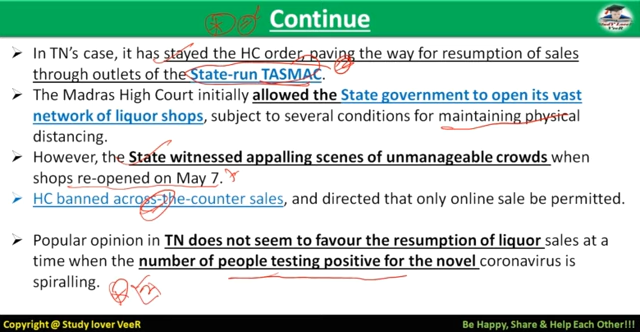 Continue
StudY LoveR
VeeR
• In TN's case, it has stayed the HC order, paving the way for resumption of sales
through outlets of the State-run TASMAC.
• The Madras High Court initially allowed the State government to open its vast
network of liquor shops, subject to several conditions for maintaining physical
distancing.
• However, the State witnessed appalling scenes of unmanageable crowds when
shops re-opened on May 7.
➢ HC banned across-the-counter sales, and directed that only online sale be permitted.
• Popular opinion in TN does not seem to favour the resumption of liquor sales at a
time when the number of people testing positive for the novel coronavirus is
spiralling.
Copyright @ Study lover VeeR
Be Happy, Share & Help Each Other!!!